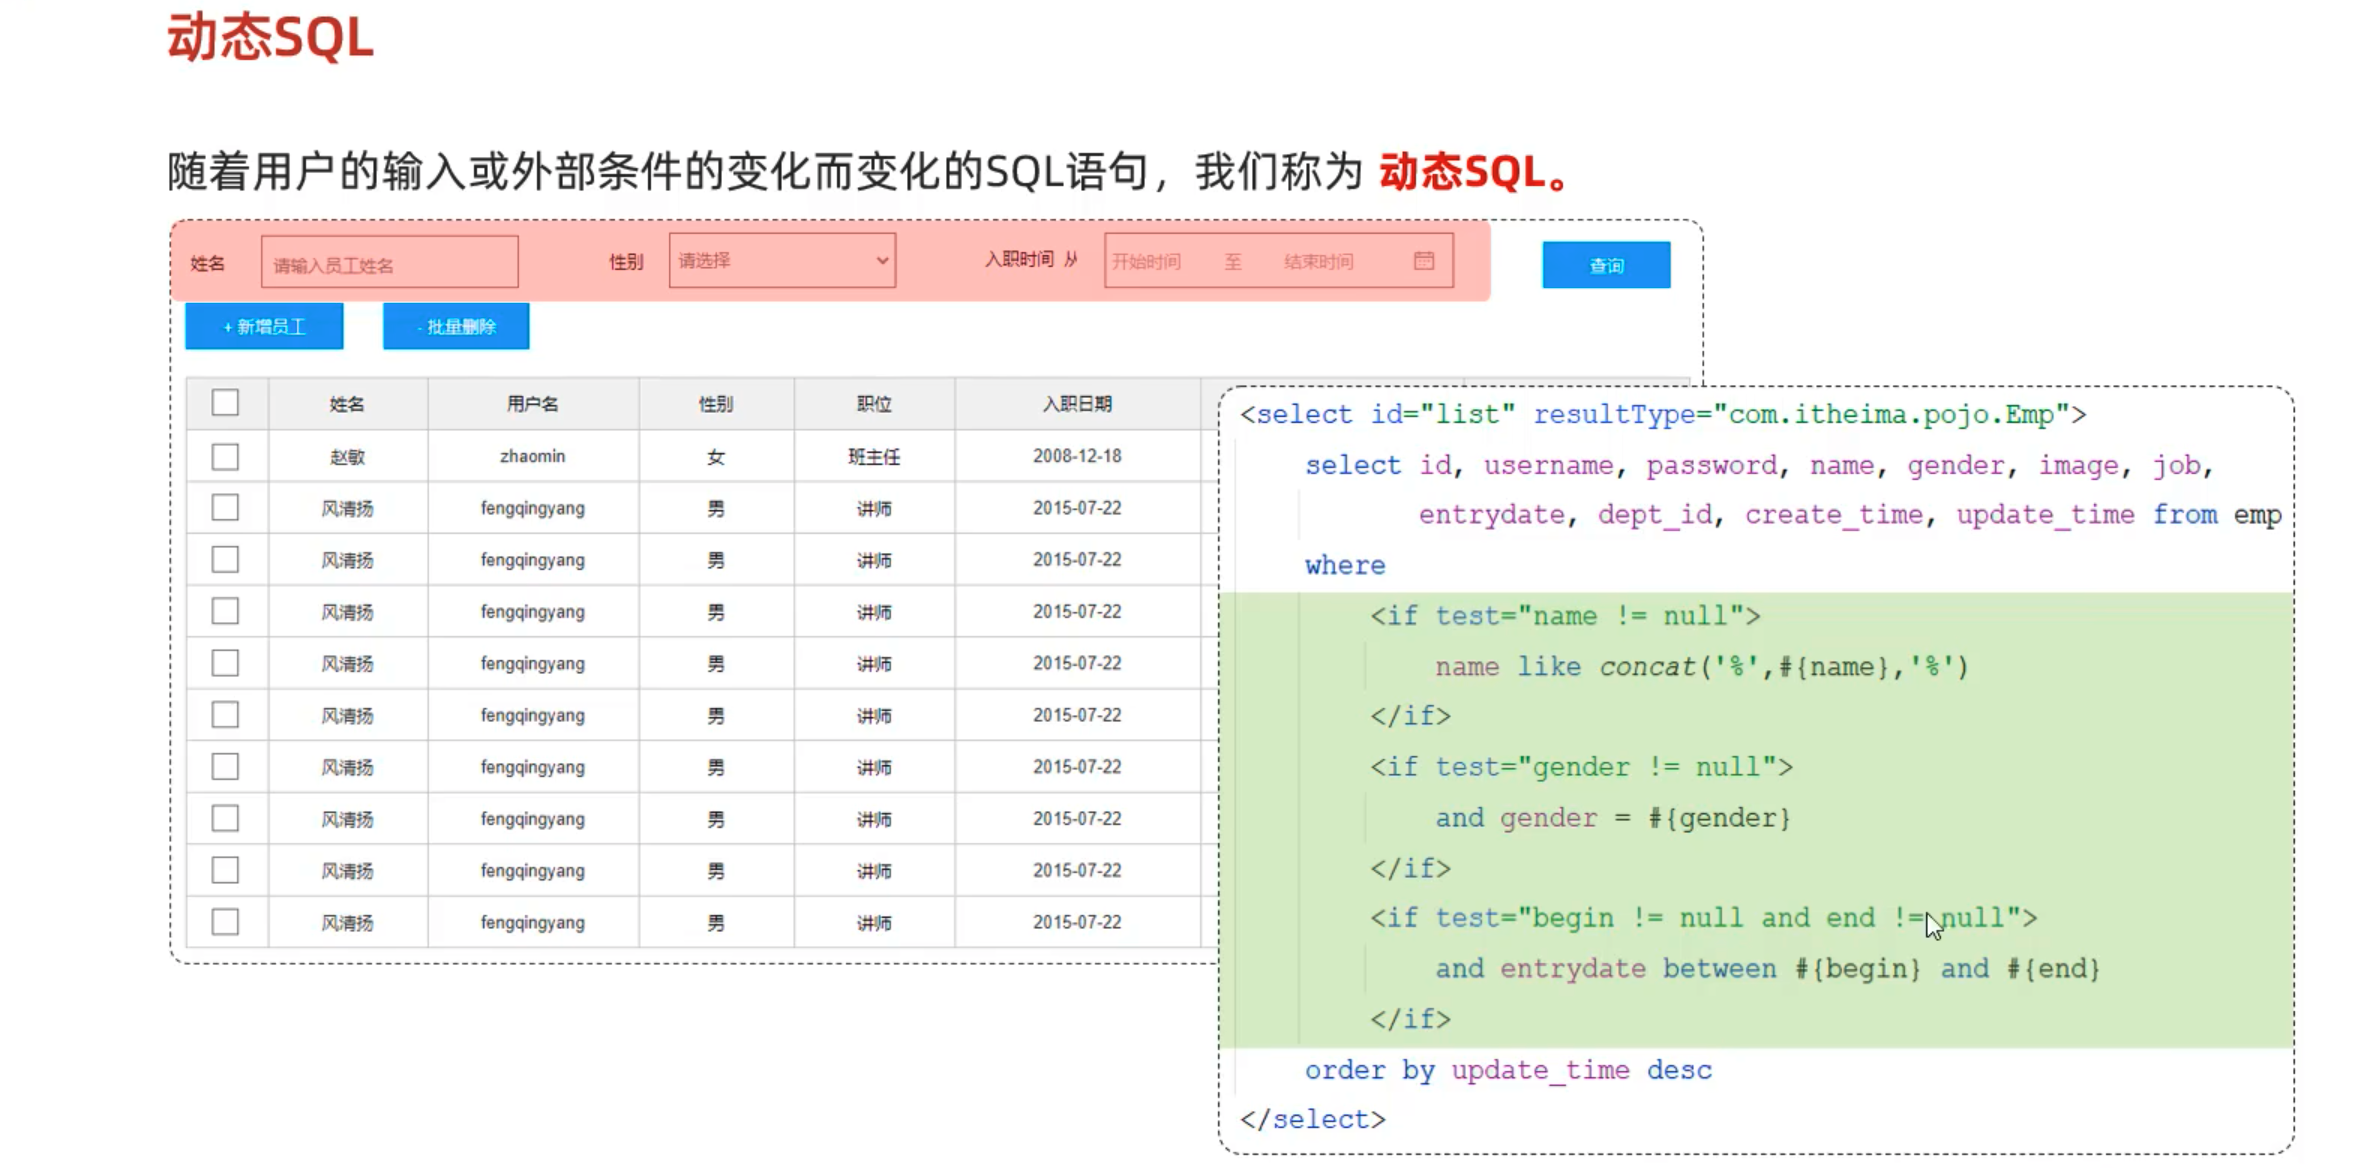 动态SQL
随着用户的输入或外部条件的变化而变化的SQL语句，我们称为 动态SQL。
姓名 请输入员工姓名 性别 请选择 入职时间 从 开始时间 至 结束时间 查询
+ 新增员工 - 批量删除
姓名 用户名 性别 职位 入职日期
赵敏 zhaomin 女 班主任 2008-12-18
风清扬 fengqingyang 男 讲师 2015-07-22
风清扬 fengqingyang 男 讲师 2015-07-22
风清扬 fengqingyang 男 讲师 2015-07-22
风清扬 fengqingyang 男 讲师 2015-07-22
风清扬 fengqingyang 男 讲师 2015-07-22
风清扬 fengqingyang 男 讲师 2015-07-22
风清扬 fengqingyang 男 讲师 2015-07-22
风清扬 fengqingyang 男 讲师 2015-07-22
风清扬 fengqingyang 男 讲师 2015-07-22
<select id="list" resultType="com.itheima.pojo.Emp">
select id, username, password, name, gender, image, job,
entrydate, dept_id, create_time, update_time from emp
where
<if test="name != null">
name like concat('%',#{name},'%')
</if>
<if test="gender != null">
and gender = #{gender}
</if>
<if test="begin != null and end != null">
and entrydate between #{begin} and #{end}
</if>
order by update_time desc
</select>